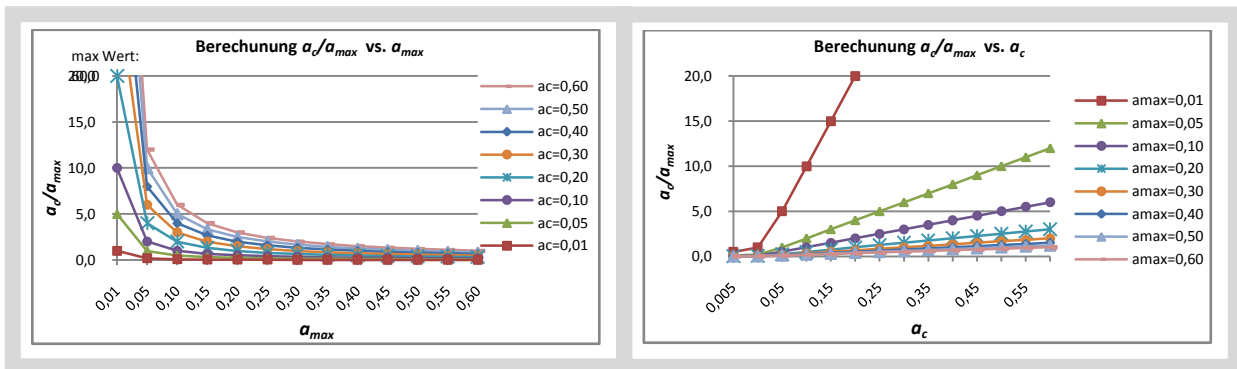 Berechunung ac/amax vs. amax
max Wert:
20,0
15,0
10,0
5,0
0,0
ac/amax
0,01
0,05
0,10
0,15
0,20
0,25
0,30
0,35
0,40
0,45
0,50
0,55
0,60
amax
ac=0,60
ac=0,50
ac=0,40
ac=0,30
ac=0,20
ac=0,10
ac=0,05
ac=0,01
Berechunung ac/amax vs. ac
20,0
15,0
10,0
5,0
0,0
ac/amax
0,005
0,05
0,15
0,25
0,35
0,45
0,55
ac
amax=0,01
amax=0,05
amax=0,10
amax=0,20
amax=0,30
amax=0,40
amax=0,50
amax=0,60